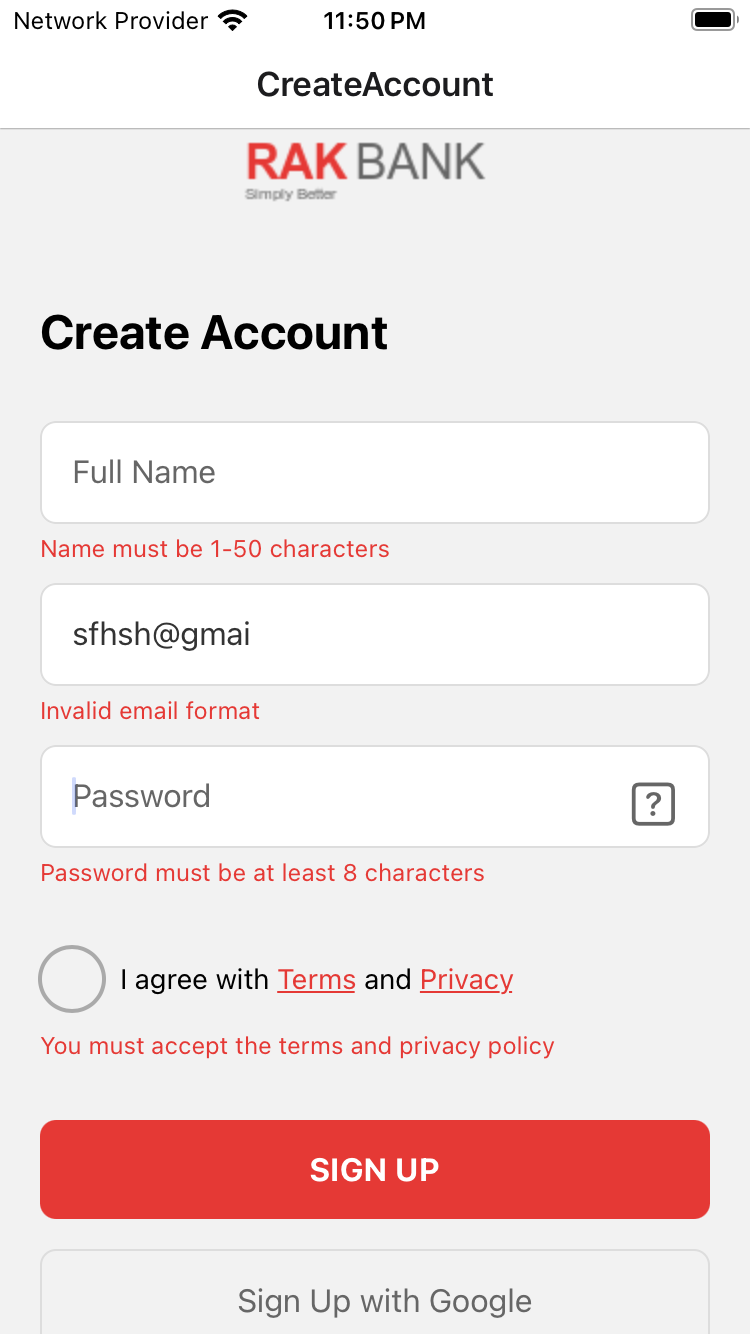 Network Provider 11:50 PM
CreateAccount
RAKBANK
Simply Better
Create Account
Full Name
Name must be 1-50 characters
sfhsh@gmai
Invalid email format
Password
?
Password must be at least 8 characters
I agree with Terms and Privacy
You must accept the terms and privacy policy
SIGN UP
Sign Up with Google